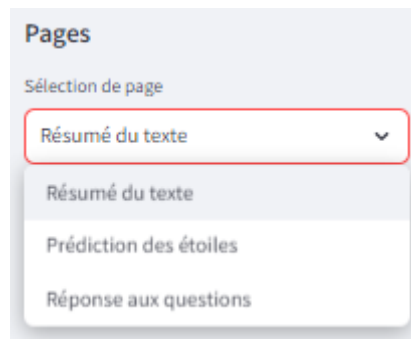 Pages
Sélection de page
Résumé du texte
Résumé du texte
Prédiction des étoiles
Réponse aux questions